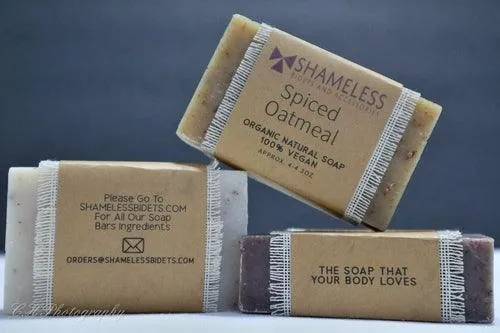 SHAMELESS
BIDETS AND ACCESSORIES
Spiced
Oatmeal
ORGANIC NATURAL SOAP
100% VEGAN
APPROX. 4-4.5OZ
Please Go To
SHAMELESSBIDETS.COM
For All Our Soap
Bars Ingredients
ORDERS@SHAMELESSBIDETS.COM
THE SOAP THAT
YOUR BODY LOVES
Photography